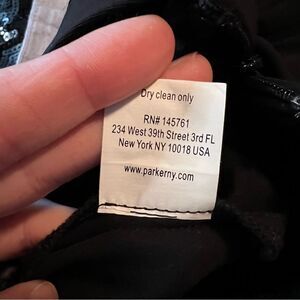 Dry clean only
RN# 145761
234 West 39th Street 3rd FL
New York NY 10018 USA
www.parkerny.com